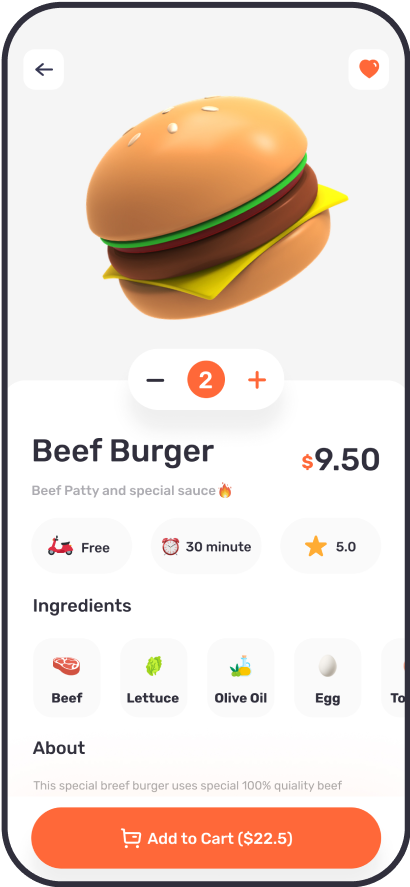 2
Beef Burger
$9.50
Beef Patty and special sauce🔥
Free
30 minute
5.0
Ingredients
Beef
Lettuce
Olive Oil
Egg
To
About
This special breef burger uses special 100% quiality beef
Add to Cart ($22.5)